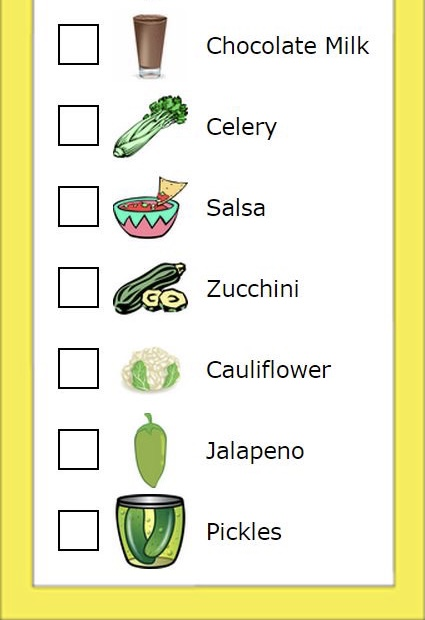 Chocolate Milk
Celery
Salsa
Zucchini
Cauliflower
Jalapeno
Pickles